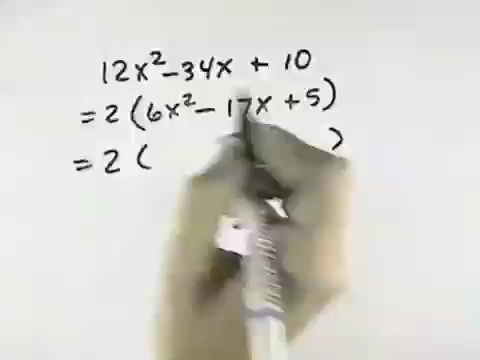 12x² - 34x + 10
= 2 (6x² - 17x + 5)
= 2 ( )